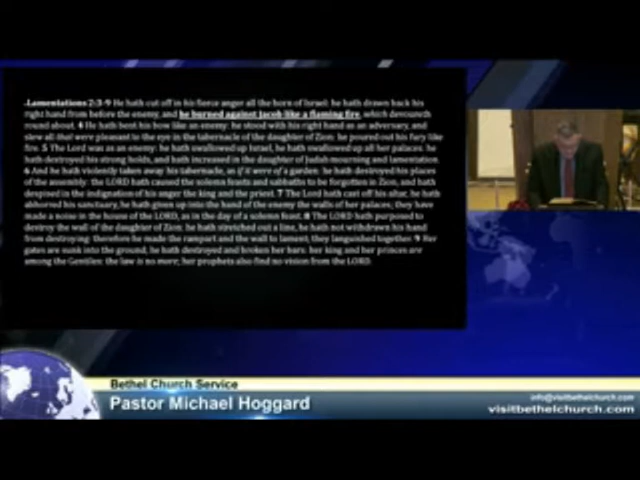 Lamentations 2:3-9 He hath cut off in his fierce anger all the horn of Israel: he hath drawn back his
right hand from before the enemy, and he burned against Jacob like a flaming fire, which devoureth
round about. 4 He hath bent his bow like an enemy: he stood with his right hand as an adversary, and
slew all that were pleasant to the eye in the tabernacle of the daughter of Zion: he poured out his fury like
fire. 5 The Lord was as an enemy: he hath swallowed up Israel, he hath swallowed up all her palaces: he
hath destroyed his strong holds, and hath increased in the daughter of Judah mourning and lamentation.
6 And he hath violently taken away his tabernacle, as if it were of a garden: he hath destroyed his places
of the assembly: the LORD hath caused the solemn feasts and sabbaths to be forgotten in Zion, and hath
despised in the indignation of his anger the king and the priest. 7 The Lord hath cast off his altar, he hath
abhorred his sanctuary, he hath given up into the hand of the enemy the walls of her palaces; they have
made a noise in the house of the LORD, as in the day of a solemn feast. 8 The LORD hath purposed to
destroy the wall of the daughter of Zion: he hath stretched out a line, he hath not withdrawn his hand
from destroying: therefore he made the rampart and the wall to lament; they languished together. 9 Her
gates are sunk into the ground; he hath destroyed and broken her bars: her king and her princes are
among the Gentiles: the law is no more; her prophets also find no vision from the LORD.
Bethel Church Service
Pastor Michael Hoggard
info@visitbethelchurch.com
visitbethelchurch.com